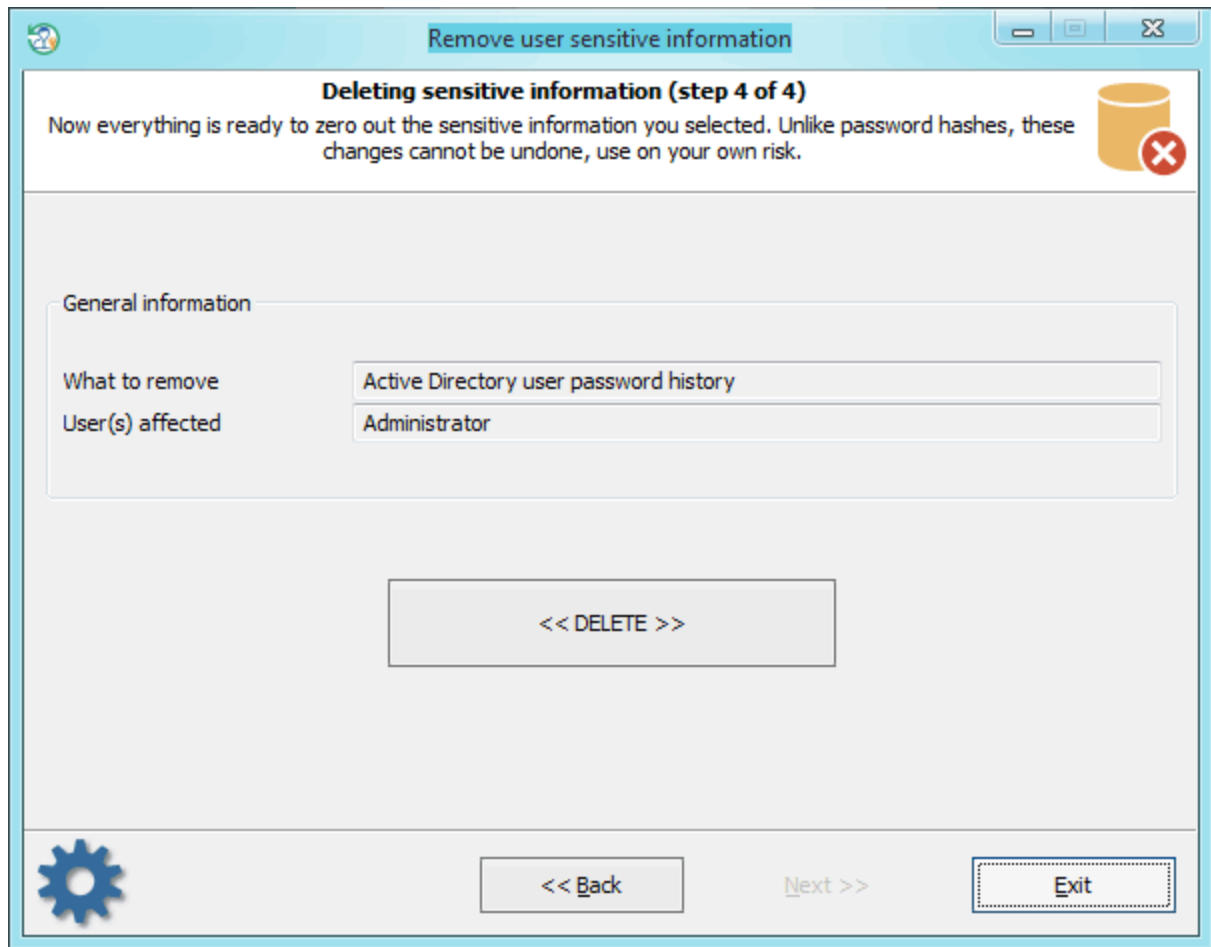 Remove user sensitive information
Deleting sensitive information (step 4 of 4)
Now everything is ready to zero out the sensitive information you selected. Unlike password hashes, these
changes cannot be undone, use on your own risk.
General information
What to remove
Active Directory user password history
User(s) affected
Administrator
<< DELETE >>
<< Back
Next >>
Exit